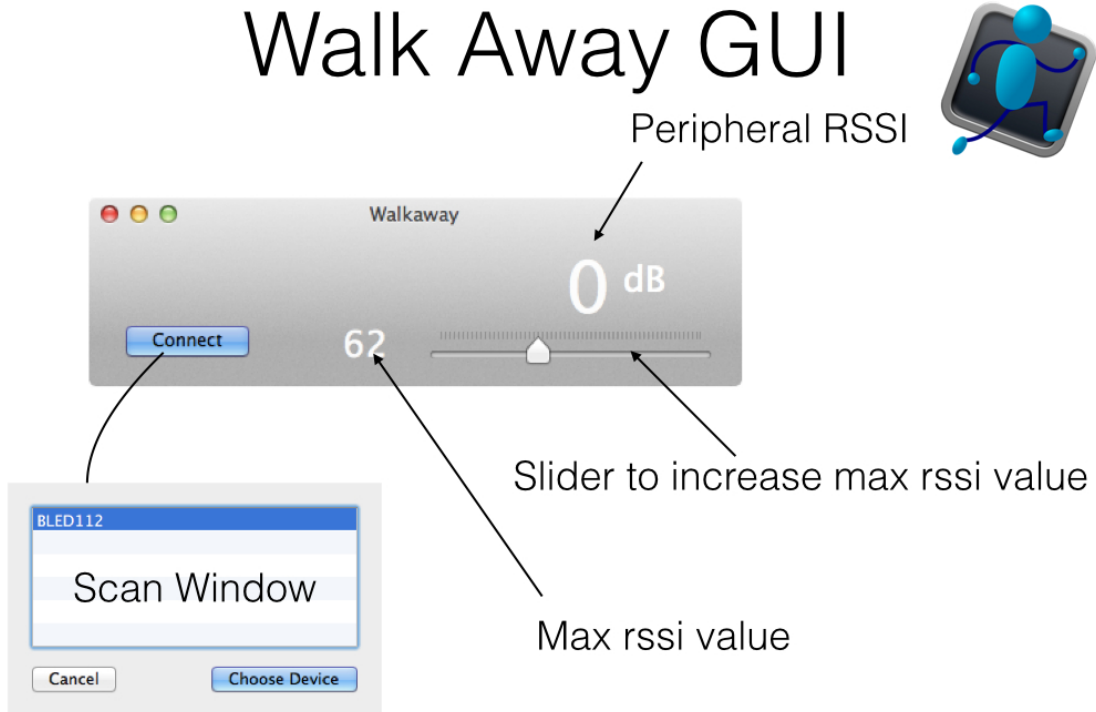 Walk Away GUI
Peripheral RSSI
Walkaway
0 dB
Connect
62
Slider to increase max rssi value
BLED112
Scan Window
Max rssi value
Cancel
Choose Device